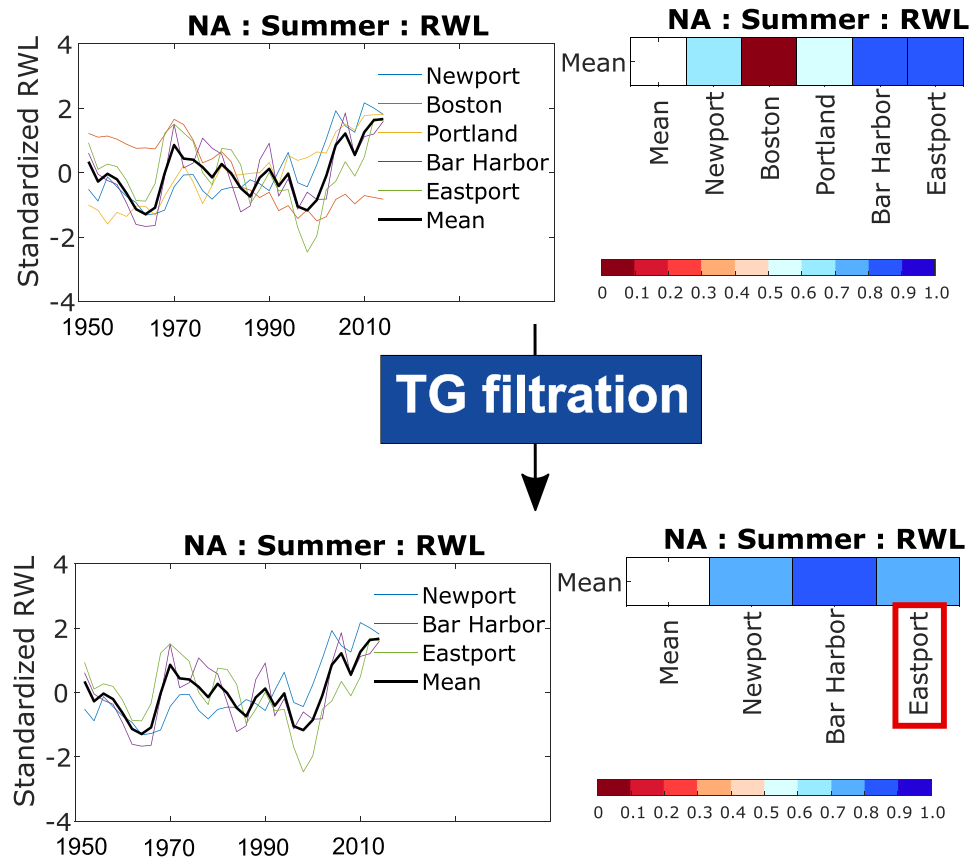 NA : Summer : RWL
Standardized RWL
4
2
0
-2
-4
1950
1970
1990
2010
Newport
Boston
Portland
Bar Harbor
Eastport
Mean
NA : Summer : RWL
Mean
Mean
Newport
Boston
Portland
Bar Harbor
Eastport
0 0.1 0.2 0.3 0.4 0.5 0.6 0.7 0.8 0.9 1.0
TG filtration
NA : Summer : RWL
Standardized RWL
4
2
0
-2
-4
1950
1970
1990
2010
Newport
Bar Harbor
Eastport
Mean
NA : Summer : RWL
Mean
Mean
Newport
Bar Harbor
Eastport
0 0.1 0.2 0.3 0.4 0.5 0.6 0.7 0.8 0.9 1.0